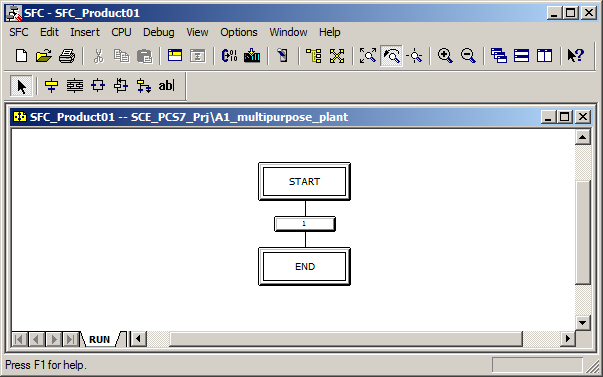 SFC - SFC_Product01
SFC Edit Insert CPU Debug View Options Window Help
abl
SFC_Product01 -- SCE_PCS7_Prj\A1_multipurpose_plant
START
1
END
RUN
Press F1 for help.